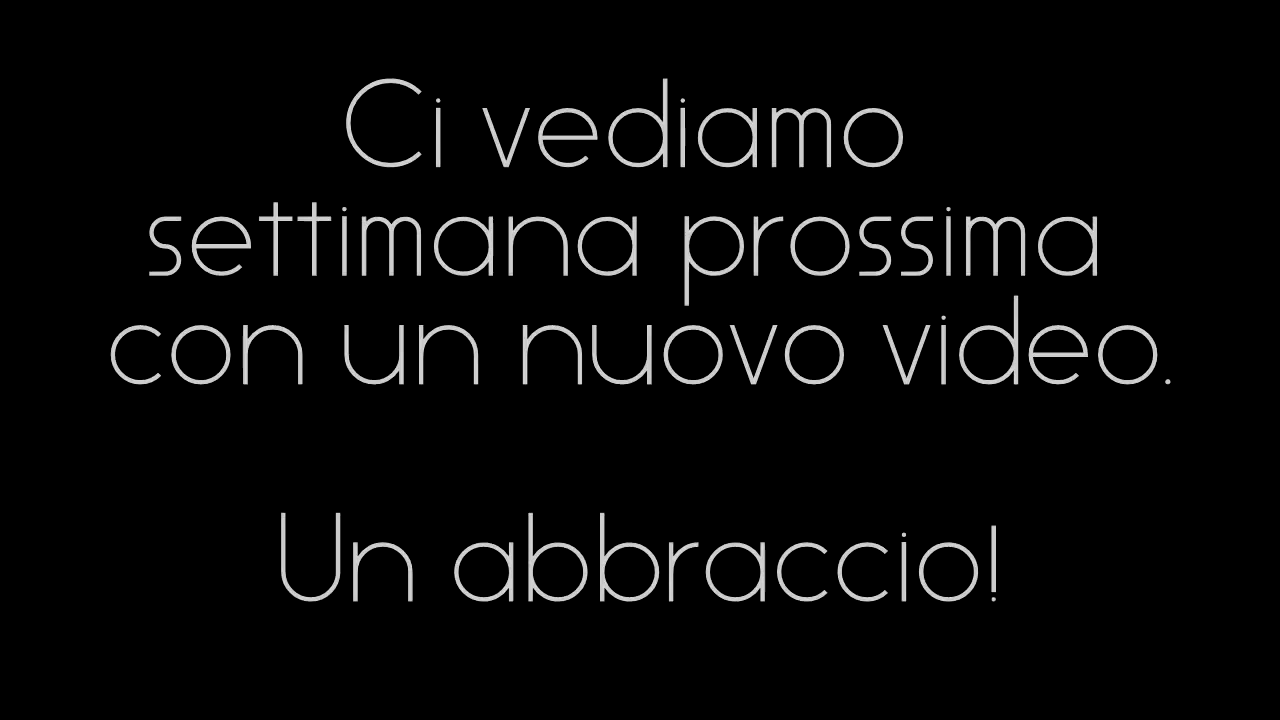 Ci vediamo
settimana prossima
con un nuovo video.
Un abbraccio!